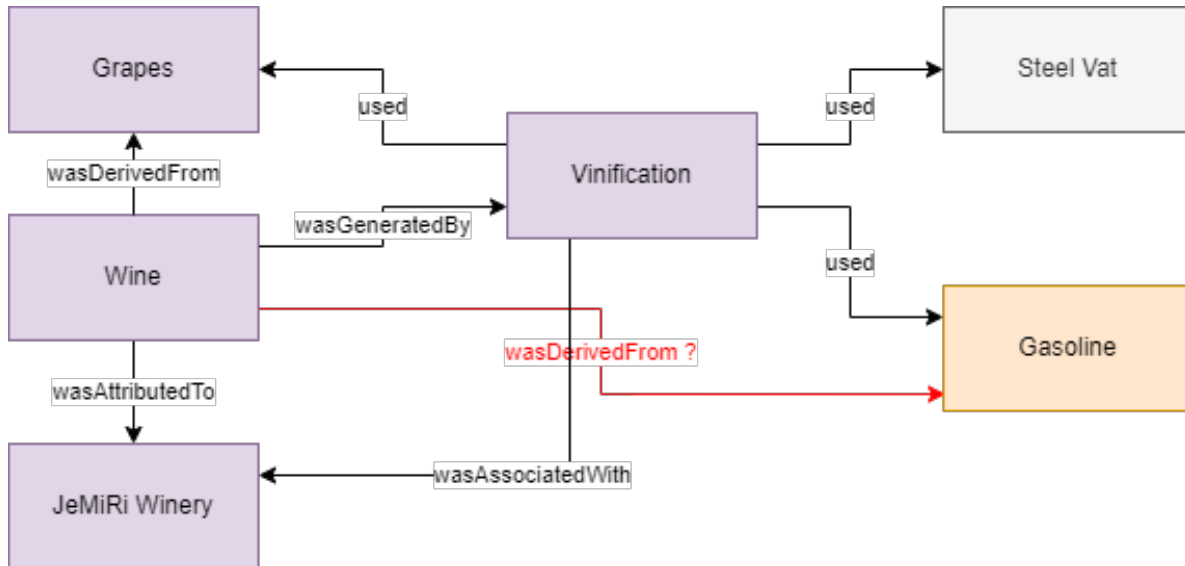 Grapes
Steel Vat
used
used
Vinification
wasDerivedFrom
wasGeneratedBy
Wine
used
wasDerivedFrom ?
Gasoline
wasAttributedTo
wasAssociatedWith
JeMiRi Winery